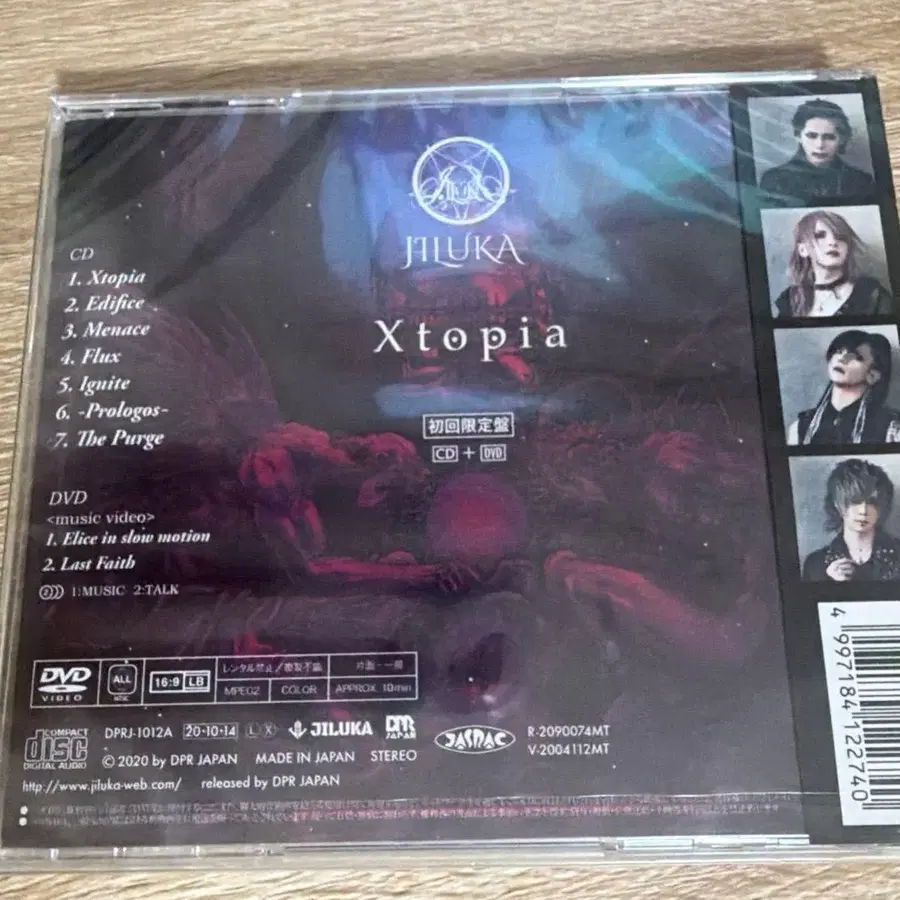 JILUKA
Xtopia
初回限定盤
CD + DVD
CD
1. Xtopia
2. Edifice
3. Menace
4. Flux
5. Ignite
6. -Prologos-
7. The Purge
DVD
<music video>
1. Elice in slow motion
2. Last Faith
2 1:MUSIC 2:TALK
DVD VIDEO
ALL
NTSC
16:9 LB
レンタル禁止/複製不能
片面・一層
MPEG2 COLOR APPROX. 10min
COMPACT disc DIGITAL AUDIO
DPRJ-1012A 20・10・14 L X JILUKA DPR JAPAN
© 2020 by DPR JAPAN MADE IN JAPAN STEREO
JASRAC
R-2090074MT
V-2004112MT
http://www.jiluka-web.com/ released by DPR JAPAN
4 997184 122740